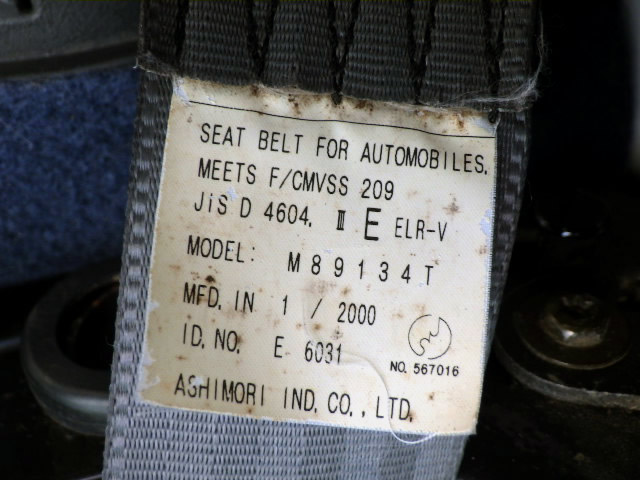 SEAT BELT FOR AUTOMOBILES.
MEETS F/CMVSS 209
JiS D 4604. Ⅲ E ELR-V
MODEL: M89134T
MFD. IN 1 / 2000
ID. NO. E 6031
NO. 567016
ASHIMORI IND. CO., LTD.